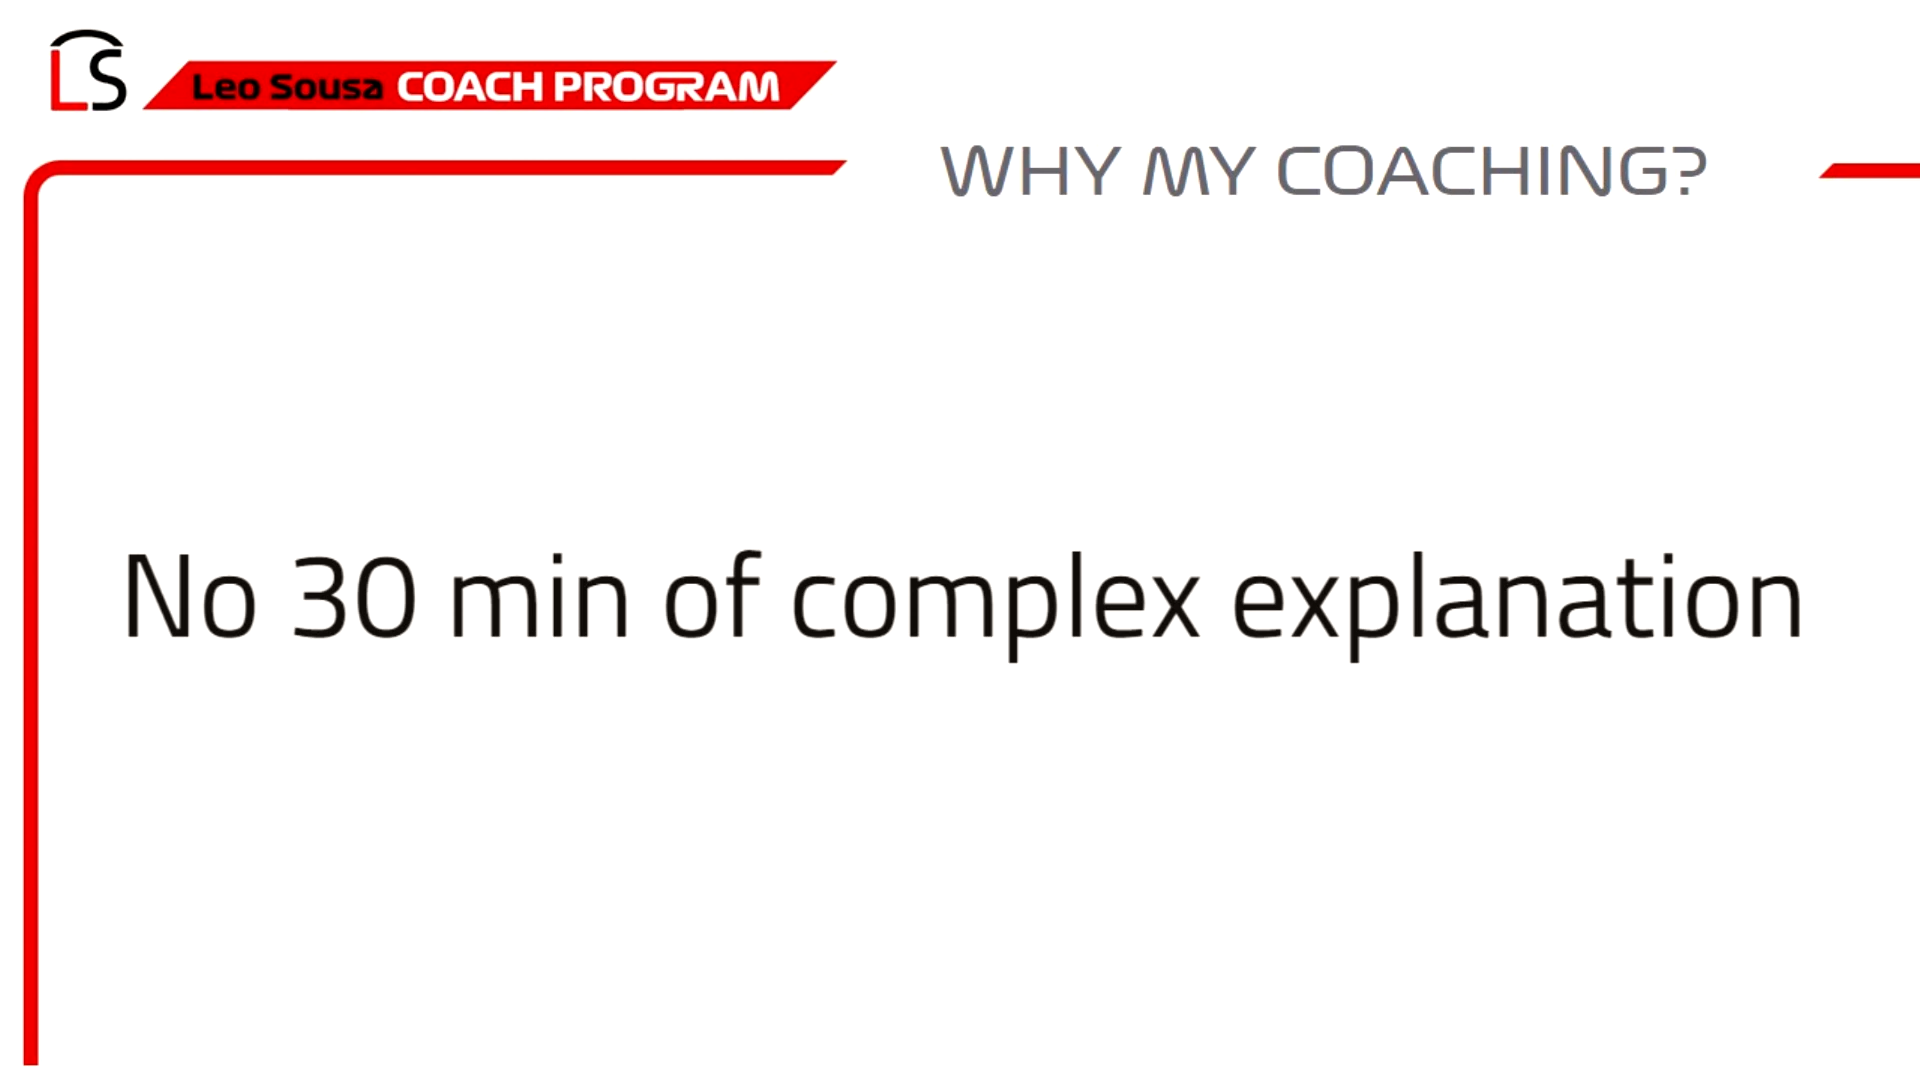 LS
Leo Sousa COACH PROGRAM
WHY MY COACHING?
No 30 min of complex explanation